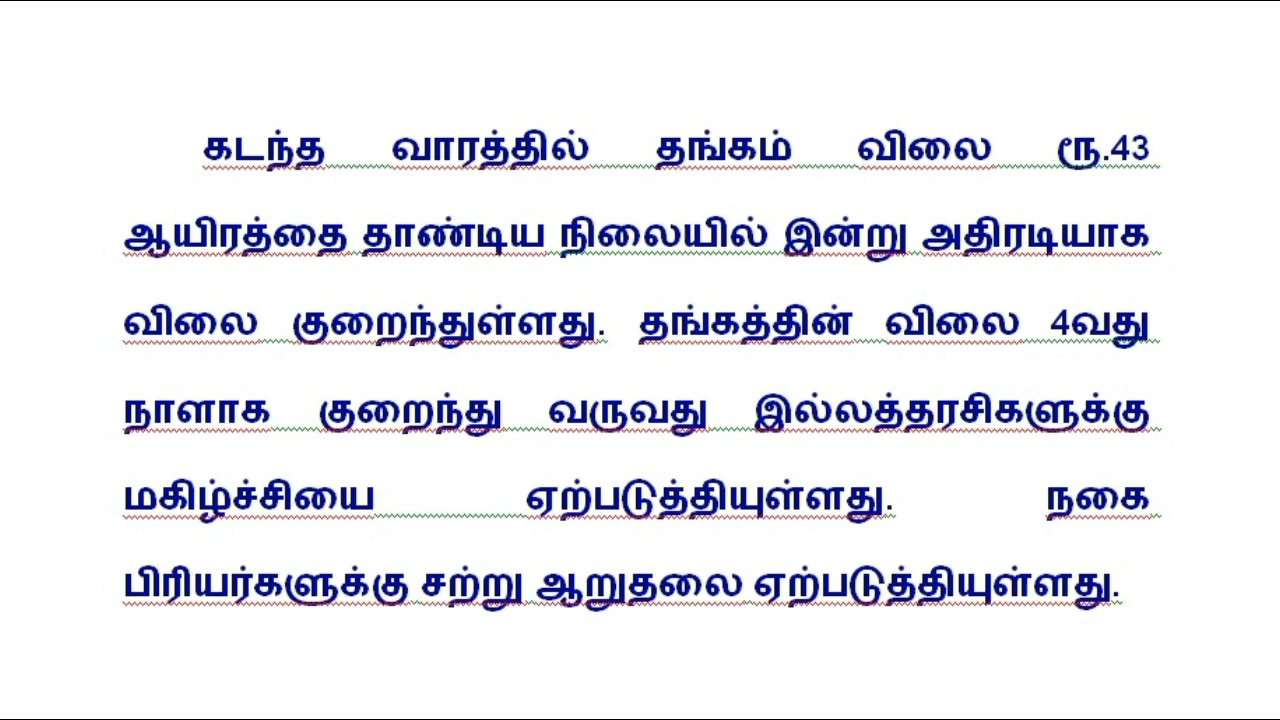 கடந்த வாரத்தில் தங்கம் விலை ரூ.43
ஆயிரத்தை தாண்டிய நிலையில் இன்று அதிரடியாக
விலை குறைந்துள்ளது. தங்கத்தின் விலை 4வது
நாளாக குறைந்து வருவது இல்லத்தரசிகளுக்கு
மகிழ்ச்சியை ஏற்படுத்தியுள்ளது. நகை
பிரியர்களுக்கு சற்று ஆறுதலை ஏற்படுத்தியுள்ளது.